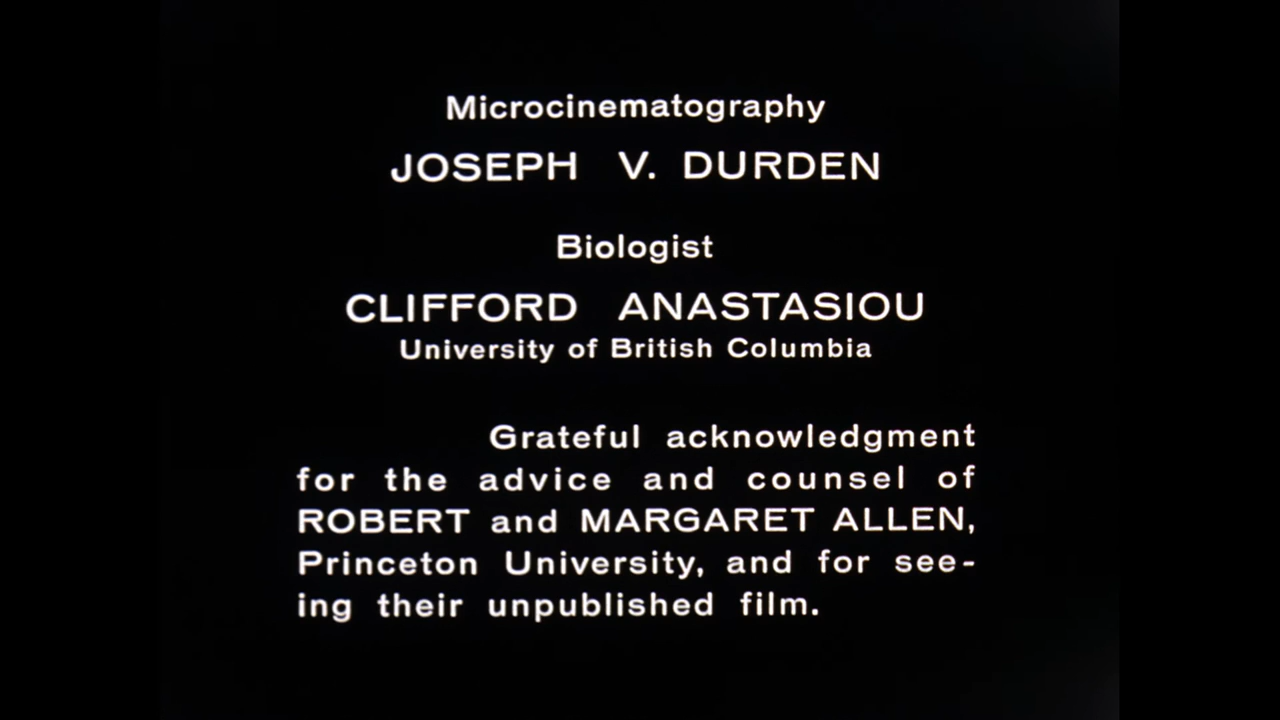 Microcinematography
JOSEPH V. DURDEN
Biologist
CLIFFORD ANASTASIOU
University of British Columbia
Grateful acknowledgment
for the advice and counsel of
ROBERT and MARGARET ALLEN,
Princeton University, and for see-
ing their unpublished film.